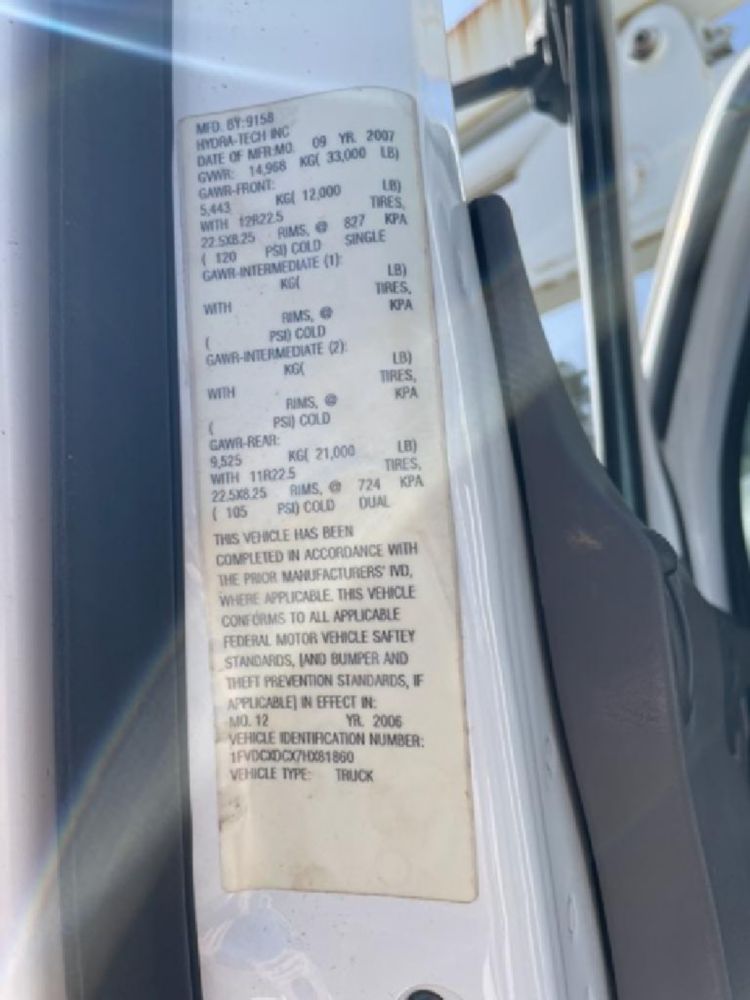 MFD. BY:9158
HYDRA-TECH INC
DATE OF MFR:MO. 09 YR. 2007
GVWR: 14,968 KG( 33,000 LB)
GAWR-FRONT:
5,443 KG( 12,000 LB)
WITH 12R22.5 TIRES,
22.5X8.25 RIMS, @ 827 KPA
( 120 PSI) COLD SINGLE
GAWR-INTERMEDIATE (1):
KG( LB)
WITH TIRES,
RIMS, @ KPA
( PSI) COLD
GAWR-INTERMEDIATE (2):
KG( LB)
WITH TIRES,
RIMS, @ KPA
( PSI) COLD
GAWR-REAR:
9,525 KG( 21,000 LB)
WITH 11R22.5 TIRES,
22.5X8.25 RIMS, @ 724 KPA
( 105 PSI) COLD DUAL
THIS VEHICLE HAS BEEN
COMPLETED IN ACCORDANCE WITH
THE PRIOR MANUFACTURERS' IVD,
WHERE APPLICABLE. THIS VEHICLE
CONFORMS TO ALL APPLICABLE
FEDERAL MOTOR VEHICLE SAFTEY
STANDARDS, [AND BUMPER AND
THEFT PREVENTION STANDARDS, IF
APPLICABLE] IN EFFECT IN:
MO. 12 YR. 2006
VEHICLE IDENTIFICATION NUMBER:
1FVDCXDCX7HX81860
VEHICLE TYPE: TRUCK